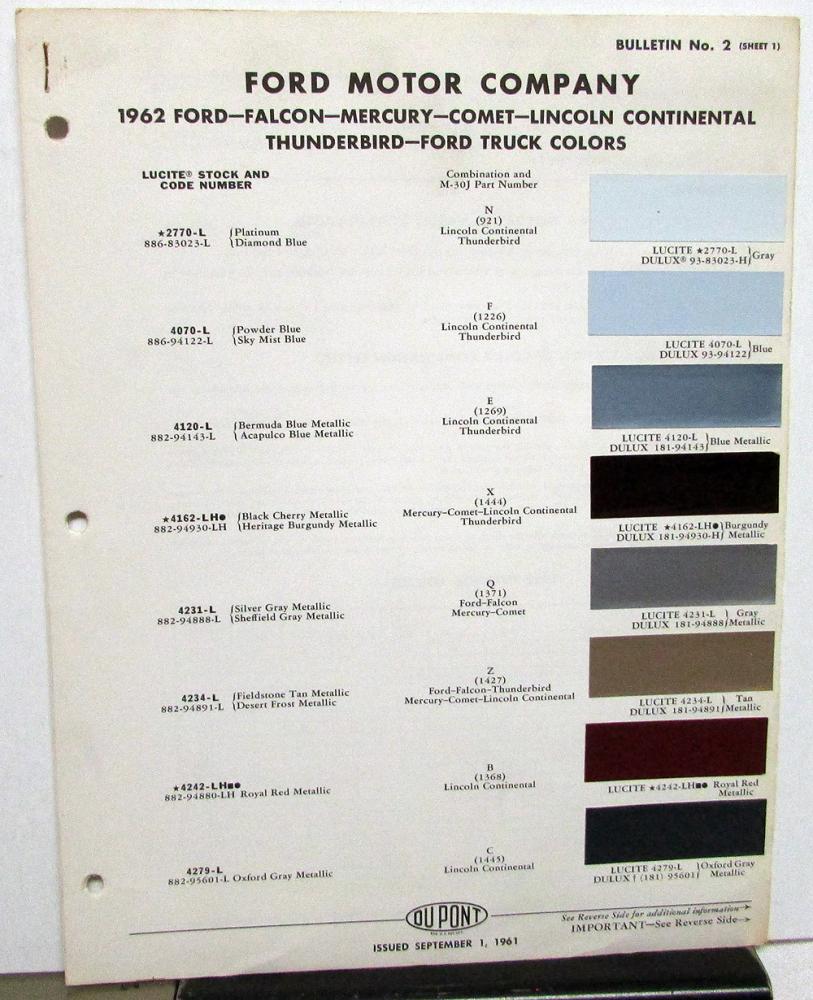 BULLETIN No. 2 (SHEET 1)
FORD MOTOR COMPANY
1962 FORD—FALCON—MERCURY—COMET—LINCOLN CONTINENTAL
THUNDERBIRD—FORD TRUCK COLORS
LUCITE® STOCK AND
CODE NUMBER
Combination and
M-30J Part Number
★2770-L {Platinum
886-83023-L Diamond Blue
N
(921)
Lincoln Continental
Thunderbird
LUCITE ★2770-L }Gray
DULUX® 93-83023-H
4070-L {Powder Blue
886-94122-L Sky Mist Blue
F
(1226)
Lincoln Continental
Thunderbird
LUCITE 4070-L }Blue
DULUX 93-94122
4120-L {Bermuda Blue Metallic
882-94143-L Acapulco Blue Metallic
E
(1269)
Lincoln Continental
Thunderbird
LUCITE 4120-L }Blue Metallic
DULUX 181-94143
★4162-LH● {Black Cherry Metallic
882-94930-LH Heritage Burgundy Metallic
X
(1444)
Mercury–Comet–Lincoln Continental
Thunderbird
LUCITE ★4162-LH● }Burgundy
DULUX 181-94930-H Metallic
4231-L {Silver Gray Metallic
882-94888-L Sheffield Gray Metallic
Q
(1371)
Ford–Falcon
Mercury–Comet
LUCITE 4231-L } Gray
DULUX 181-94888 Metallic
4234-L {Fieldstone Tan Metallic
882-94891-L Desert Frost Metallic
Z
(1427)
Ford–Falcon–Thunderbird
Mercury–Comet–Lincoln Continental
LUCITE 4234-L } Tan
DULUX 181-94891 Metallic
★4242-LH■●
882-94880-LH Royal Red Metallic
B
(1368)
Lincoln Continental
LUCITE ★4242-LH■● Royal Red
Metallic
4279-L
882-95601-L Oxford Gray Metallic
C
(1445)
Lincoln Continental
LUCITE 4279-L }Oxford Gray
DULUX † (181) 95601 Metallic
DU PONT
See Reverse Side for additional information→
IMPORTANT—See Reverse Side→
ISSUED SEPTEMBER 1, 1961